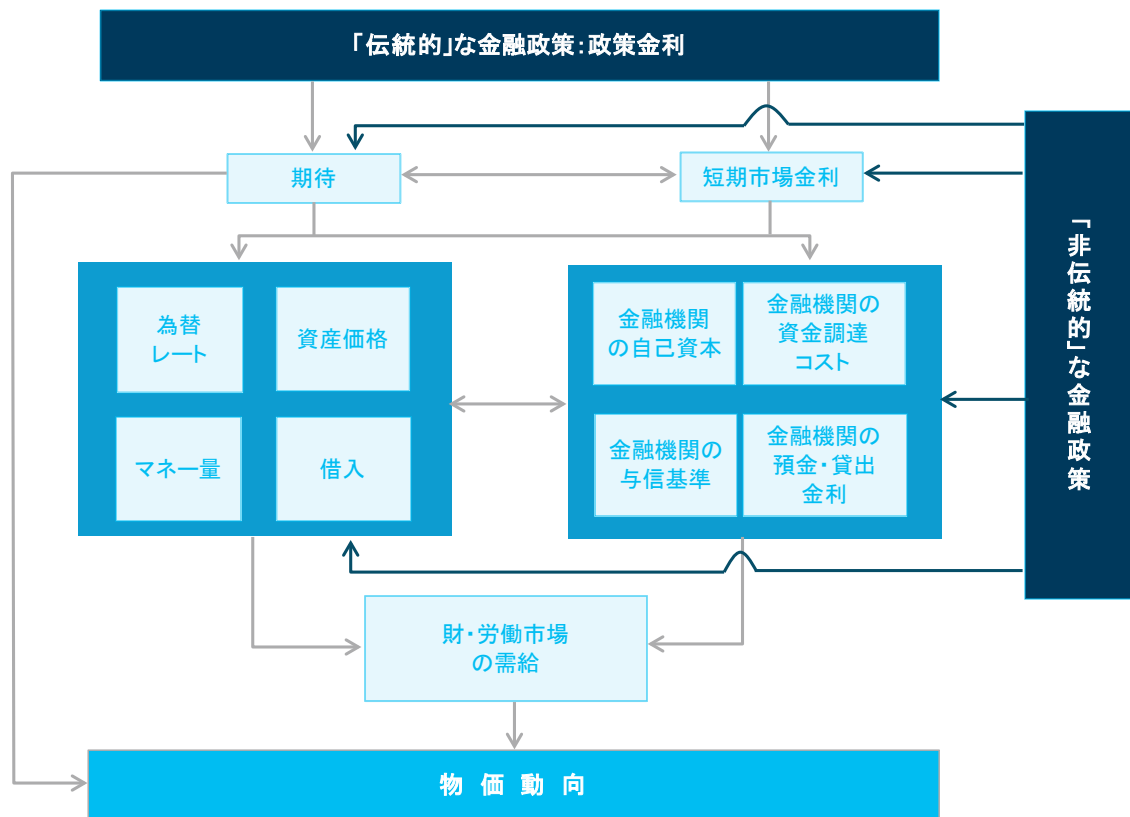 「伝統的」な金融政策：政策金利
期待
短期市場金利
「非伝統的」な金融政策
為替
レート
資産価格
マネー量
借入
金融機関
の自己資本
金融機関の
資金調達
コスト
金融機関の
与信基準
金融機関の
預金・貸出
金利
財・労働市場
の需給
物価動向